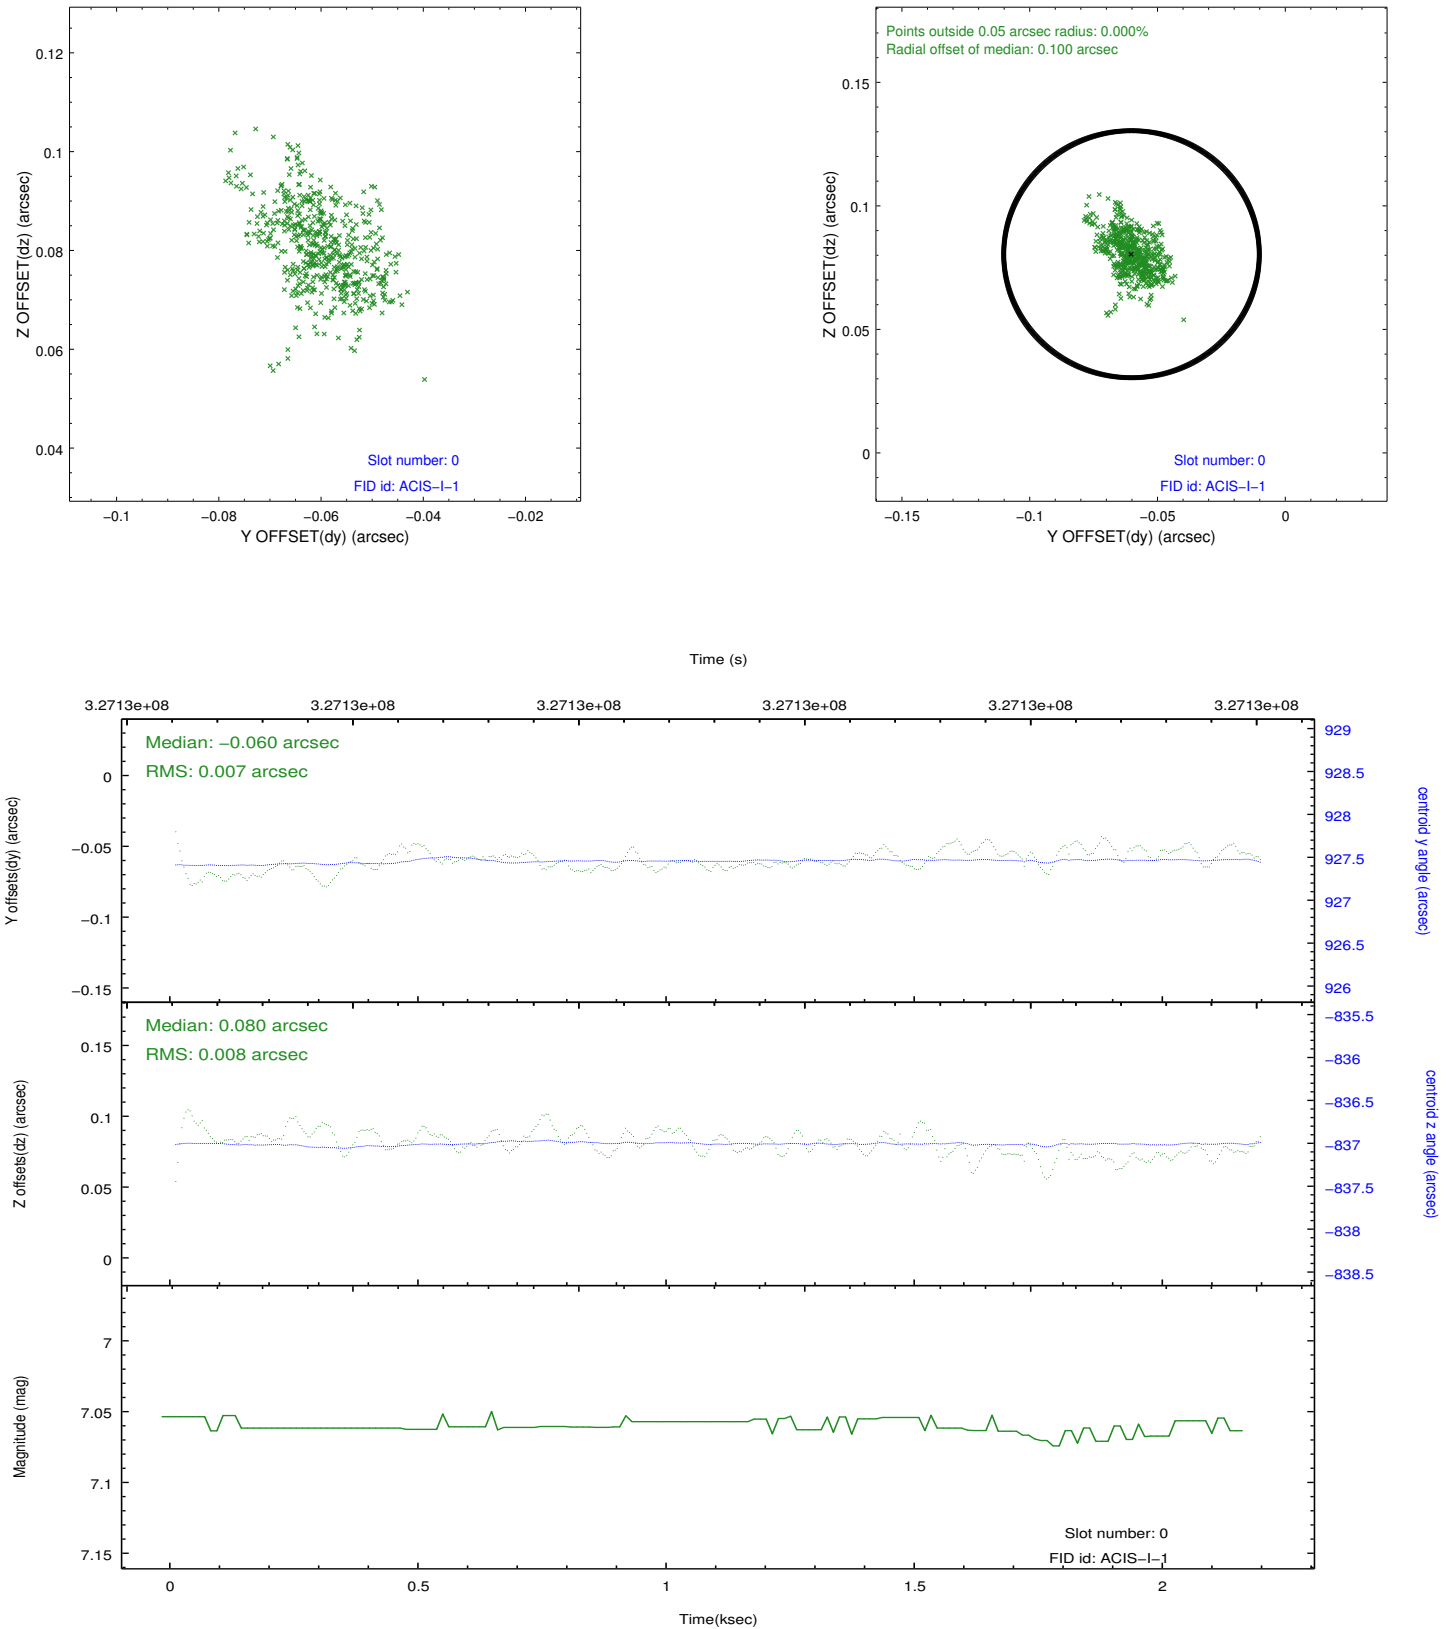 0.12
0.1
0.08
0.06
0.04
Z OFFSET(dz) (arcsec)
Slot number: 0
FID id: ACIS−I−1
−0.1
−0.08
−0.06
−0.04
−0.02
Y OFFSET(dy) (arcsec)
Points outside 0.05 arcsec radius: 0.000%
Radial offset of median: 0.100 arcsec
0.15
0.1
0.05
0
Z OFFSET(dz) (arcsec)
Slot number: 0
FID id: ACIS−I−1
−0.15
−0.1
−0.05
0
Y OFFSET(dy) (arcsec)
Time (s)
3.2713e+08
3.2713e+08
3.2713e+08
3.2713e+08
3.2713e+08
3.2713e+08
Median: −0.060 arcsec
RMS: 0.007 arcsec
0
−0.05
−0.1
−0.15
Y offsets(dy) (arcsec)
929
928.5
928
927.5
927
926.5
926
centroid y angle (arcsec)
Median: 0.080 arcsec
RMS: 0.008 arcsec
0.15
0.1
0.05
0
Z offsets(dz) (arcsec)
−835.5
−836
−836.5
−837
−837.5
−838
−838.5
centroid z angle (arcsec)
7
7.05
7.1
7.15
Magnitude (mag)
Slot number: 0
FID id: ACIS−I−1
0
0.5
1
1.5
2
Time(ksec)